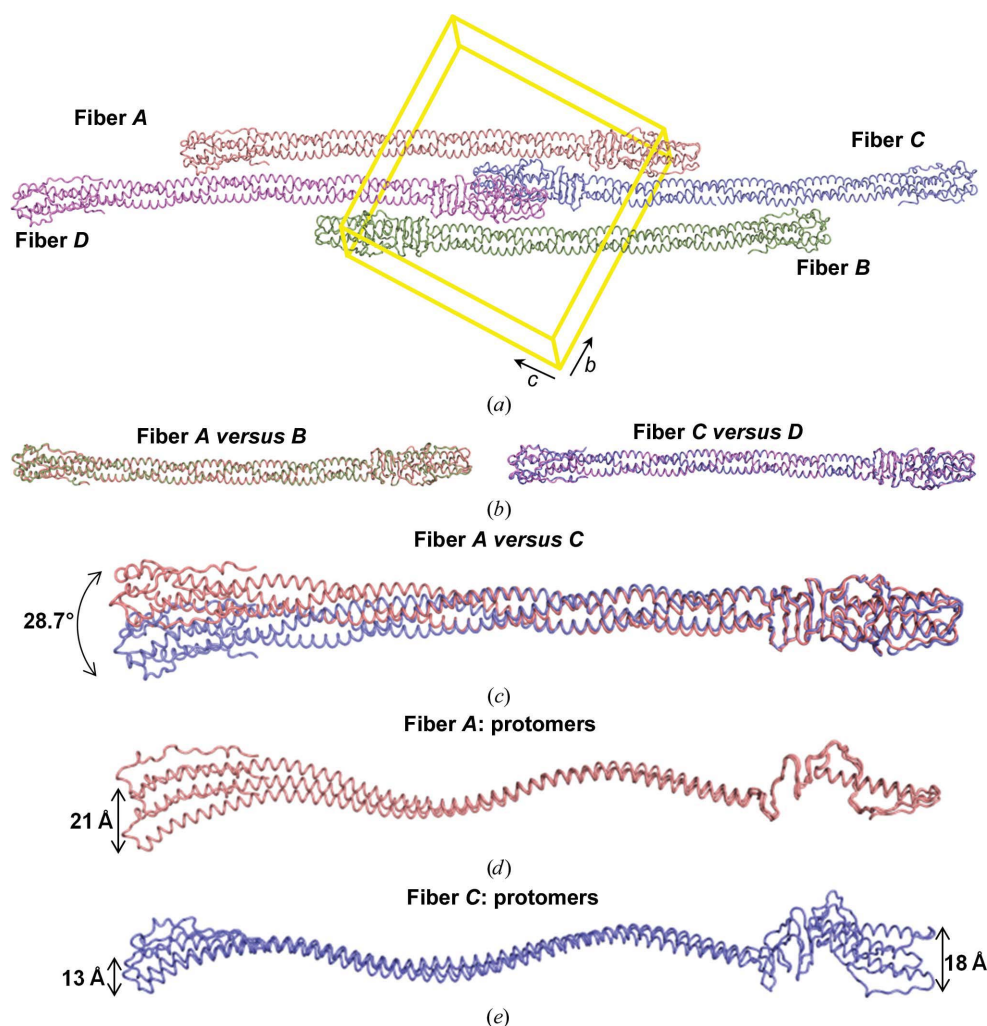 Fiber A
Fiber C
Fiber D
Fiber B
c
b
(a)
Fiber A versus B
Fiber C versus D
(b)
Fiber A versus C
28.7°
(c)
Fiber A: protomers
21 Å
(d)
Fiber C: protomers
13 Å
18 Å
(e)